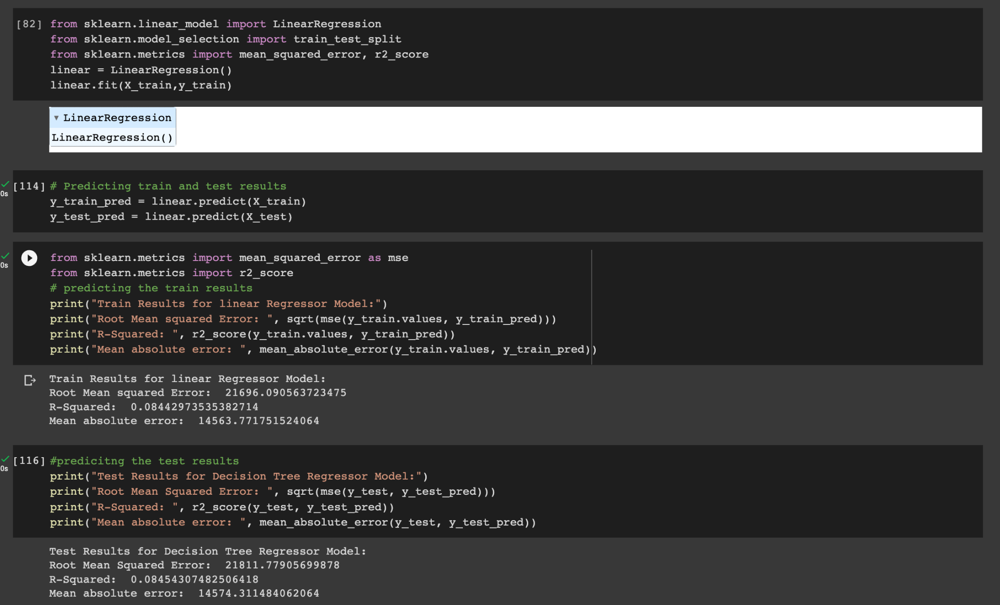 [82] from sklearn.linear_model import LinearRegression
from sklearn.model_selection import train_test_split
from sklearn.metrics import mean_squared_error, r2_score
linear = LinearRegression()
linear.fit(X_train,y_train)
▼ LinearRegression
LinearRegression()
[114] # Predicting train and test results
0s
y_train_pred = linear.predict(X_train)
y_test_pred = linear.predict(X_test)
from sklearn.metrics import mean_squared_error as mse
0s
from sklearn.metrics import r2_score
# predicting the train results
print("Train Results for linear Regressor Model:")
print("Root Mean squared Error: ", sqrt(mse(y_train.values, y_train_pred)))
print("R-Squared: ", r2_score(y_train.values, y_train_pred))
print("Mean absolute error: ", mean_absolute_error(y_train.values, y_train_pred))
Train Results for linear Regressor Model:
Root Mean squared Error:  21696.090563723475
R-Squared:  0.08442973535382714
Mean absolute error:  14563.771751524064
[116] #predicitng the test results
0s
print("Test Results for Decision Tree Regressor Model:")
print("Root Mean Squared Error: ", sqrt(mse(y_test, y_test_pred)))
print("R-Squared: ", r2_score(y_test, y_test_pred))
print("Mean absolute error: ", mean_absolute_error(y_test, y_test_pred))
Test Results for Decision Tree Regressor Model:
Root Mean Squared Error:  21811.77905699878
R-Squared:  0.08454307482506418
Mean absolute error:  14574.311484062064